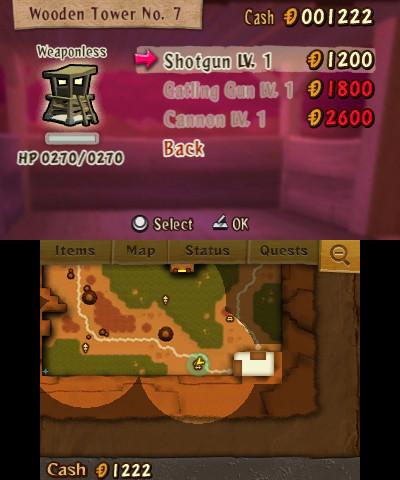 Wooden Tower No. 7
Cash 001222
Weaponless
Shotgun LV. 1 1200
Gatling Gun LV. 1 1800
Cannon LV. 1 2600
HP 0270/0270
Back
Select OK
Items Map Status Quests
Cash 1222